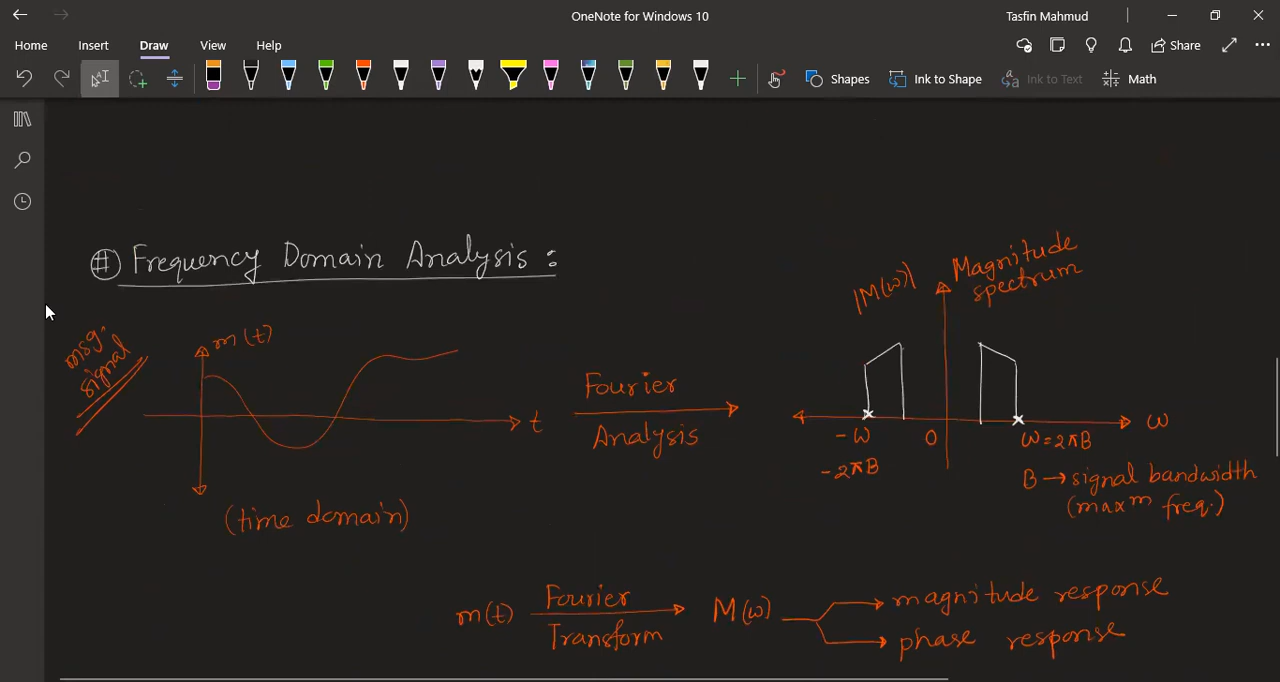 OneNote for Windows 10
Tasfin Mahmud
Home Insert Draw View Help
Share
Shapes Ink to Shape Ink to Text Math
# Frequency Domain Analysis :
msg. signal
m(t)
t
(time domain)
Fourier
Analysis
|M(ω)|
Magnitude
spectrum
-ω
0
ω=2πB
ω
-2πB
B → signal bandwidth
(maxᵐ freq.)
m(t) Fourier Transform M(ω)
magnitude response
phase response